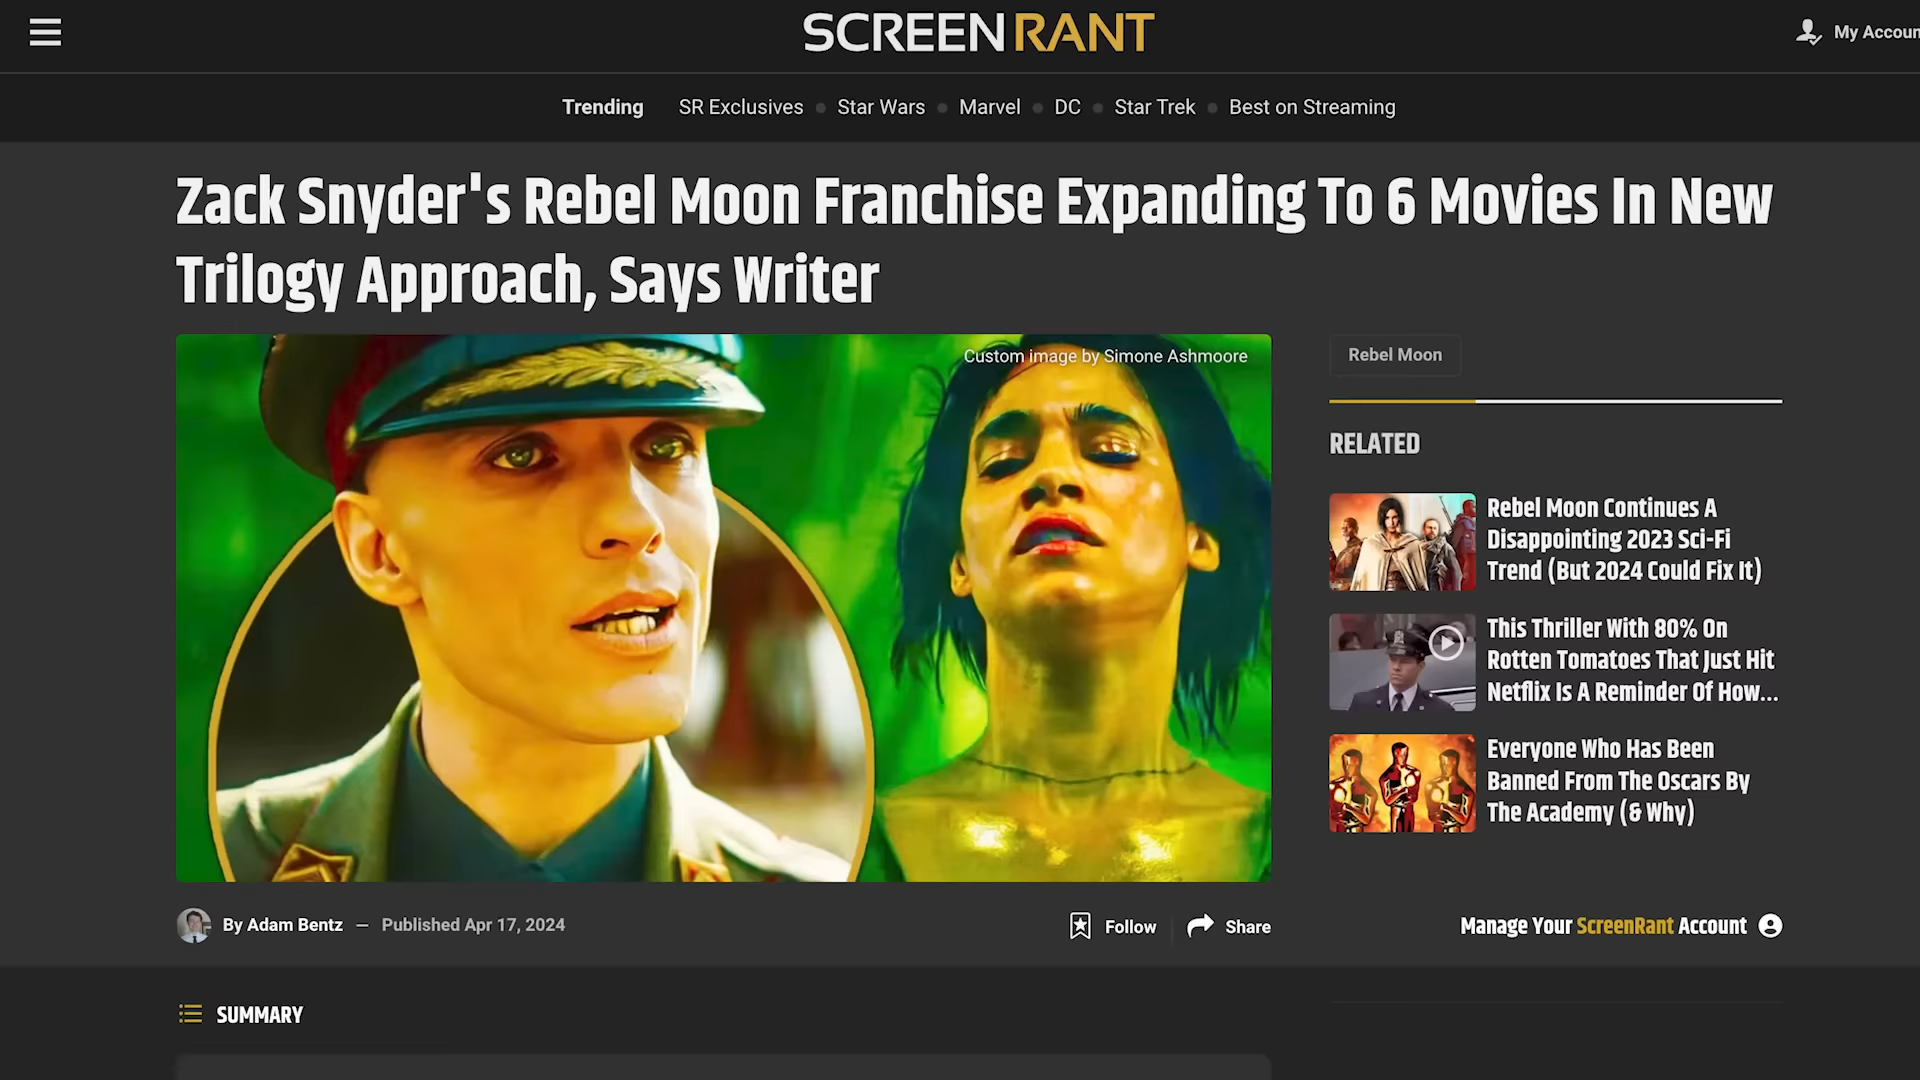 SCREENRANT
My Accoun
Trending SR Exclusives Star Wars Marvel DC Star Trek Best on Streaming
Zack Snyder's Rebel Moon Franchise Expanding To 6 Movies In New
Trilogy Approach, Says Writer
Custom image by Simone Ashmoore
Rebel Moon
RELATED
Rebel Moon Continues A
Disappointing 2023 Sci-Fi
Trend (But 2024 Could Fix It)
This Thriller With 80% On
Rotten Tomatoes That Just Hit
Netflix Is A Reminder Of How...
Everyone Who Has Been
Banned From The Oscars By
The Academy (& Why)
By Adam Bentz — Published Apr 17, 2024
Follow
Share
Manage Your ScreenRant Account
SUMMARY